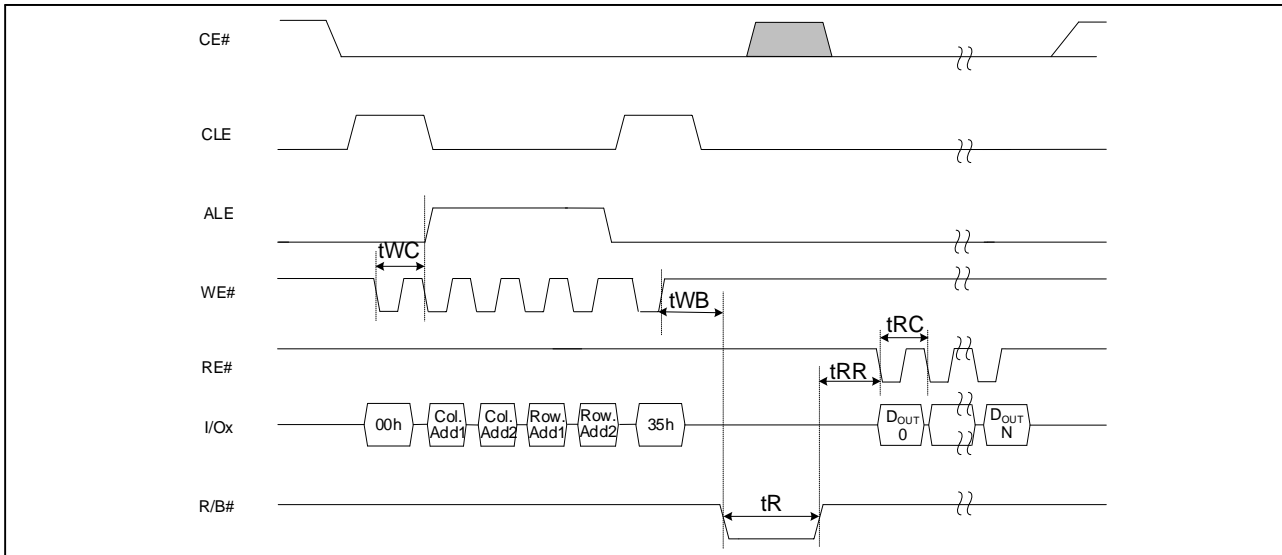 CE#
CLE
ALE
tWC
WE#
tWB
tRC
RE#
tRR
I/Ox
00h
Col.
Add1
Col.
Add2
Row.
Add1
Row.
Add2
35h
DOUT
0
DOUT
N
R/B#
tR